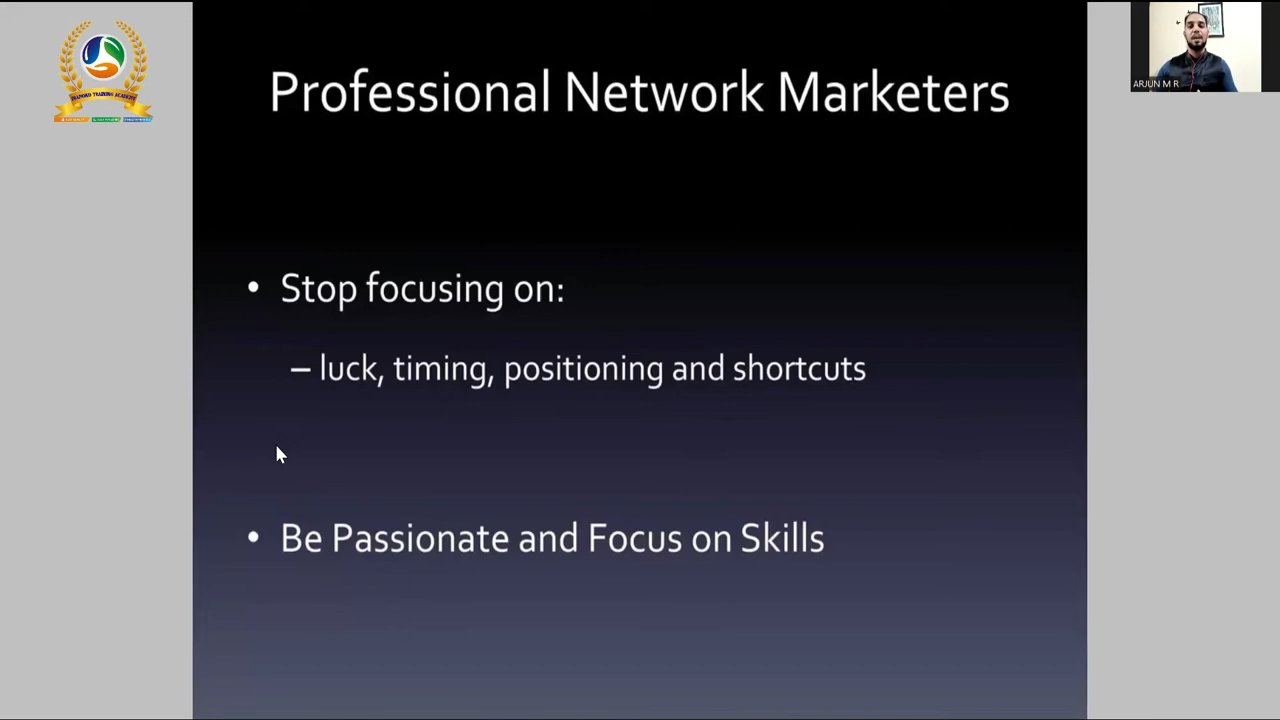 Professional Network Marketers
ARJUN M R
• Stop focusing on:
– luck, timing, positioning and shortcuts
• Be Passionate and Focus on Skills